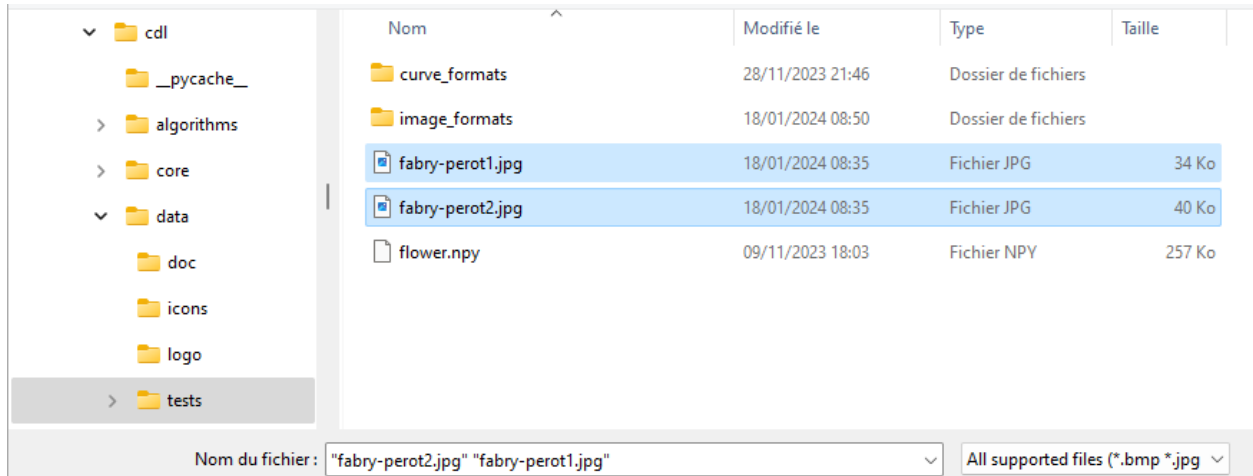 cdl
__pycache__
algorithms
core
data
doc
icons
logo
tests
Nom Modifié le Type Taille
curve_formats 28/11/2023 21:46 Dossier de fichiers
image_formats 18/01/2024 08:50 Dossier de fichiers
fabry-perot1.jpg 18/01/2024 08:35 Fichier JPG 34 Ko
fabry-perot2.jpg 18/01/2024 08:35 Fichier JPG 40 Ko
flower.npy 09/11/2023 18:03 Fichier NPY 257 Ko
Nom du fichier : "fabry-perot2.jpg" "fabry-perot1.jpg" All supported files (*.bmp *.jpg